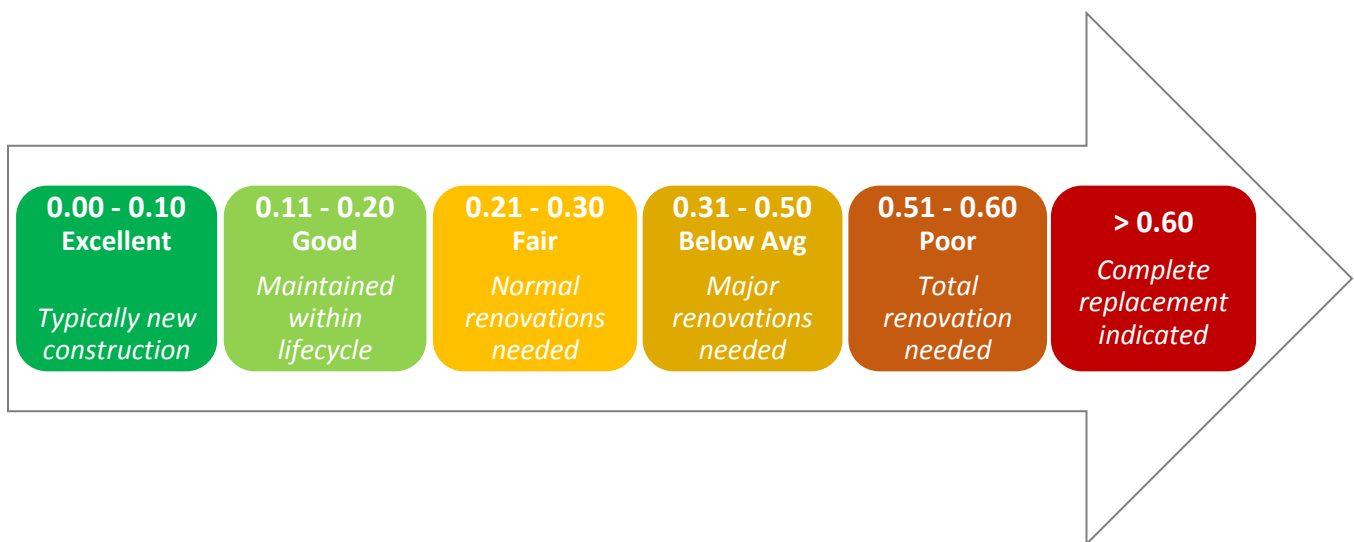 0.00 - 0.10
Excellent
Typically new
construction
0.11 - 0.20
Good
Maintained
within
lifecycle
0.21 - 0.30
Fair
Normal
renovations
needed
0.31 - 0.50
Below Avg
Major
renovations
needed
0.51 - 0.60
Poor
Total
renovation
needed
> 0.60
Complete
replacement
indicated